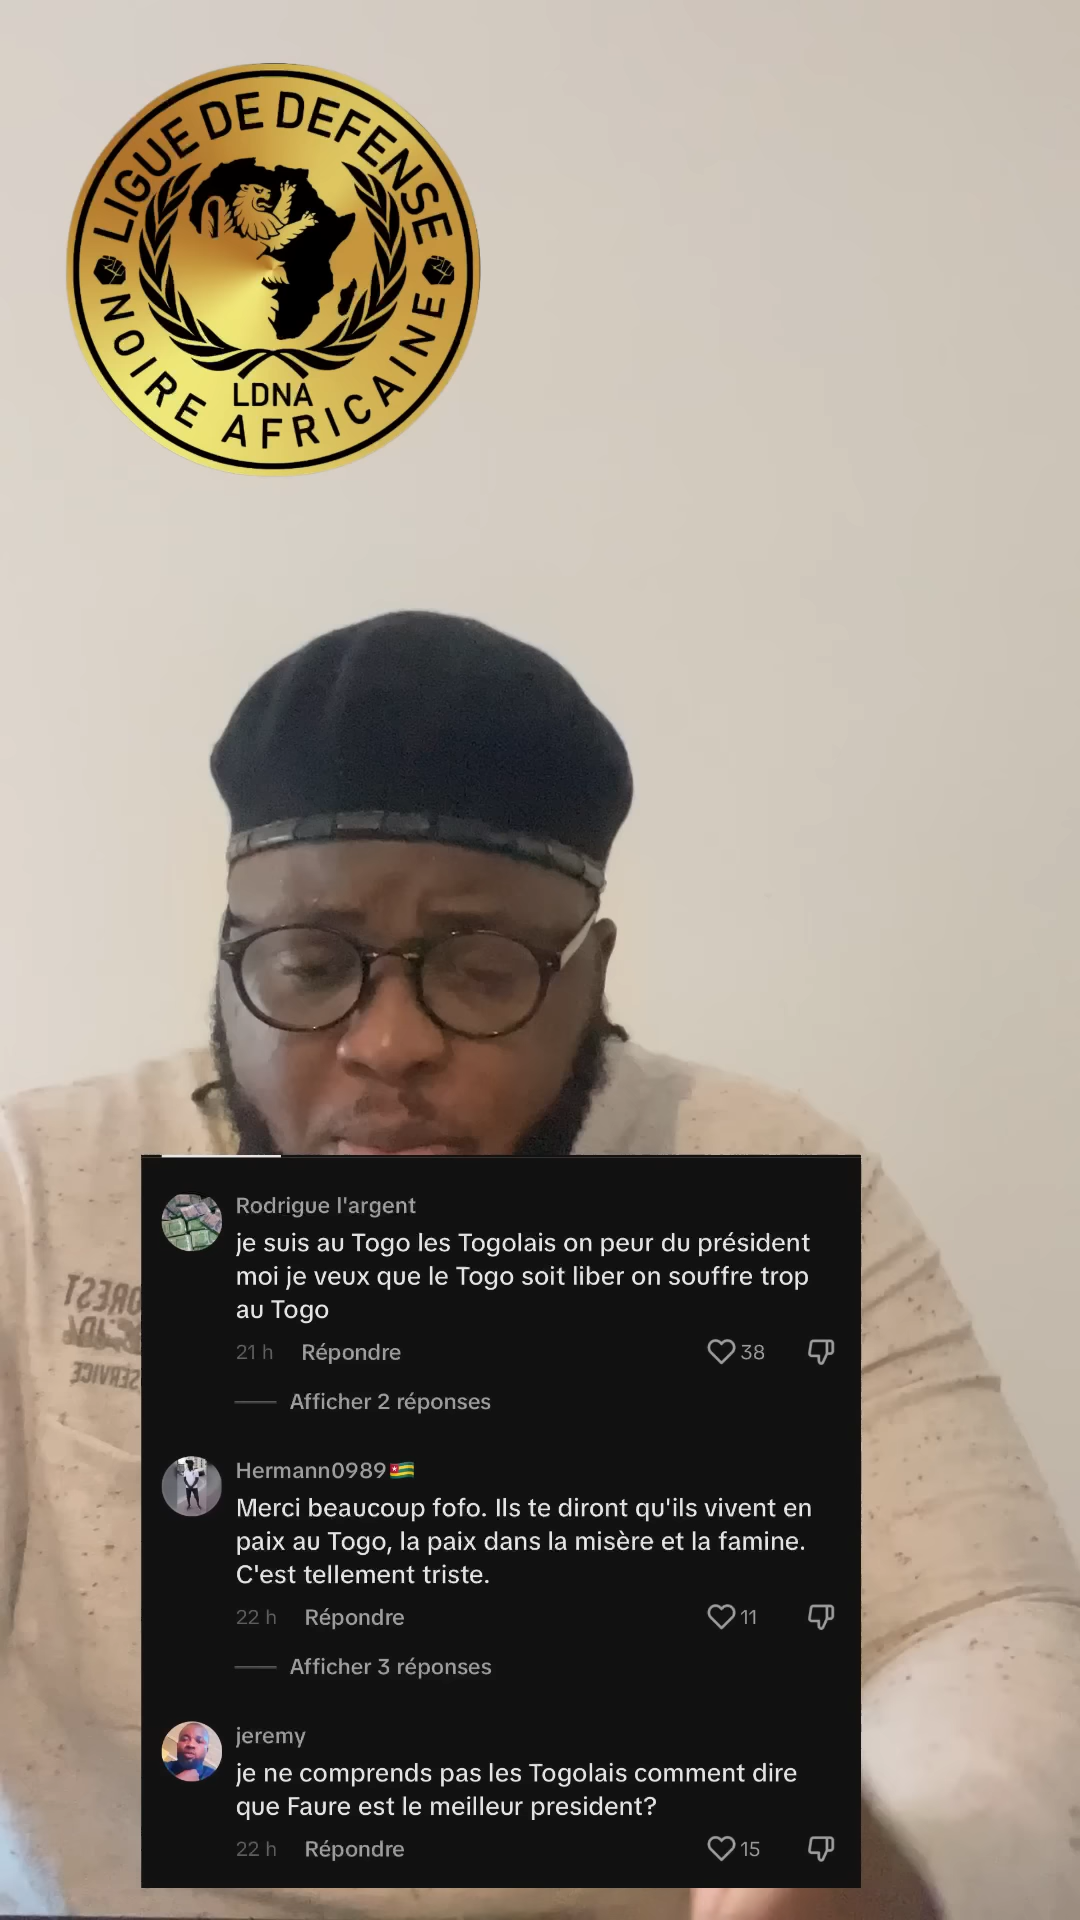 LIGUE DE DEFENSE
NOIRE AFRICAINE
LDNA
Rodrigue l'argent
je suis au Togo les Togolais on peur du président
moi je veux que le Togo soit liber on souffre trop
au Togo
21 h Répondre 38
Afficher 2 réponses
Hermann0989
Merci beaucoup fofo. Ils te diront qu'ils vivent en
paix au Togo, la paix dans la misère et la famine.
C'est tellement triste.
22 h Répondre 11
Afficher 3 réponses
jeremy
je ne comprends pas les Togolais comment dire
que Faure est le meilleur president?
22 h Répondre 15
OREST
SERVICE